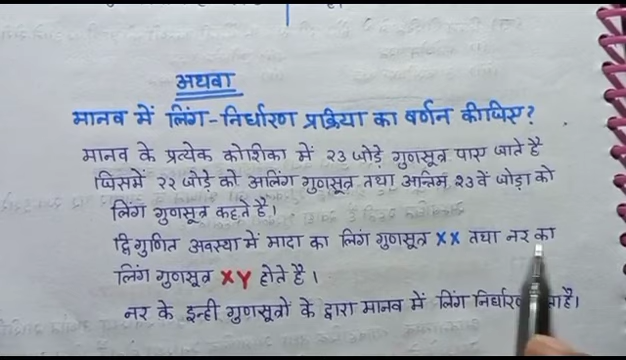 अथवा
मानव में लिंग-निर्धारण प्रक्रिया का वर्णन कीजिए?
मानव के प्रत्येक कोशिका में २३ जोड़े गुणसूत्र पाए जाते है
जिसमें २२ जोड़े को अलिंग गुणसूत्र तथा अन्तिम २३ वें जोड़ा को
लिंग गुणसूत्र कहते है।
द्विगुणित अवस्था में मादा का लिंग गुणसूत्र XX तथा नर का
लिंग गुणसूत्र XY होते है।
नर के इन्ही गुणसूत्रों के द्वारा मानव में लिंग